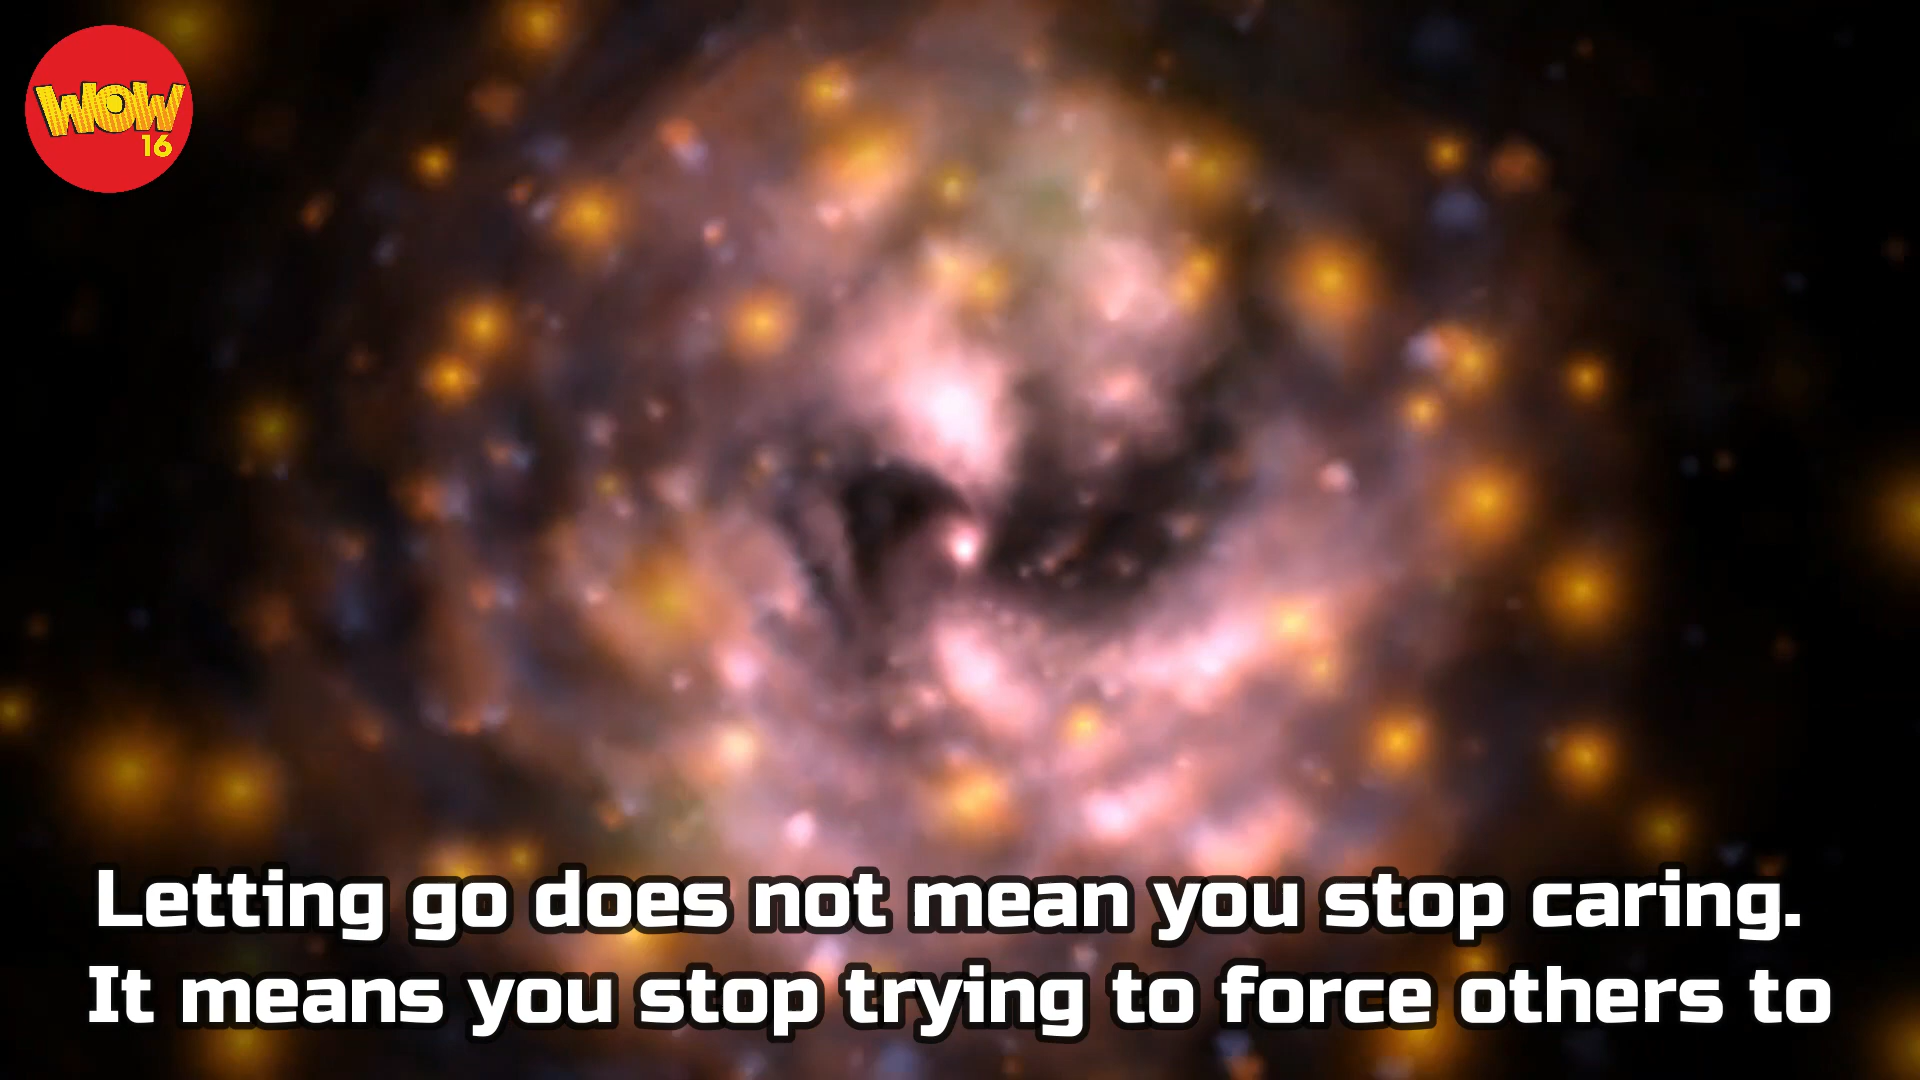 WOW
16
Letting go does not mean you stop caring.
It means you stop trying to force others to